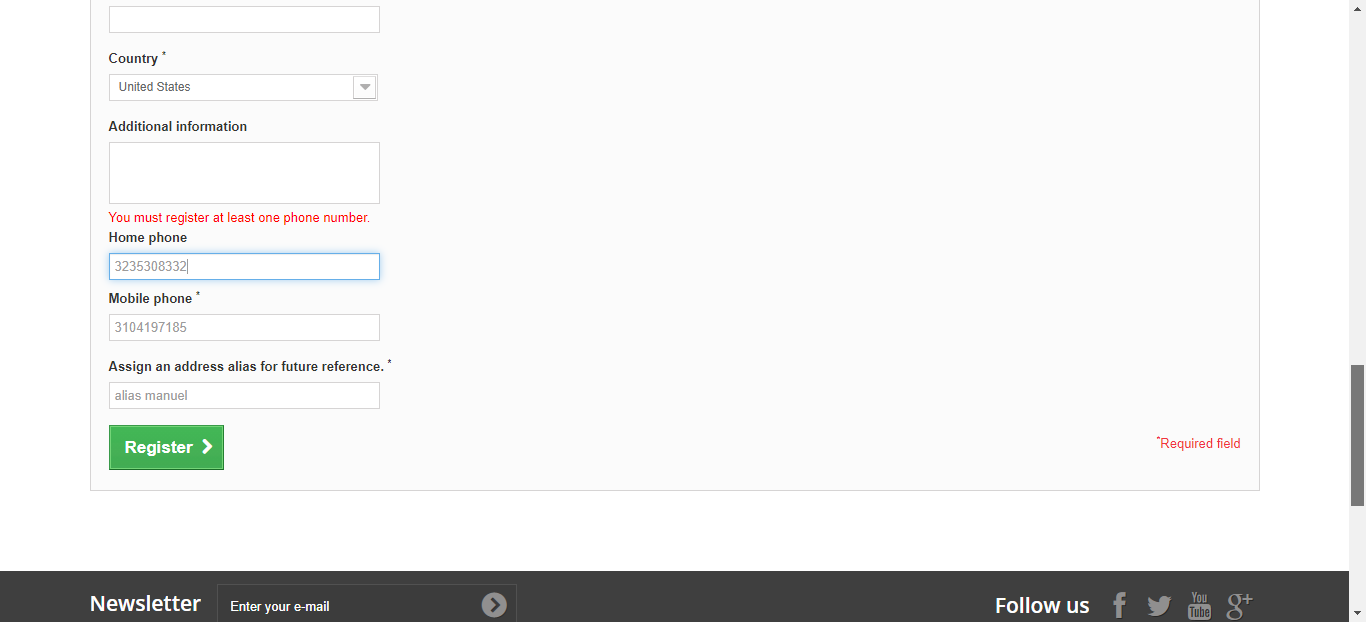 Country *
United States
Additional information
You must register at least one phone number.
Home phone
3235308332
Mobile phone *
3104197185
Assign an address alias for future reference. *
alias manuel
Register
*Required field
Newsletter
Enter your e-mail
Follow us
f
You
Tube
g+